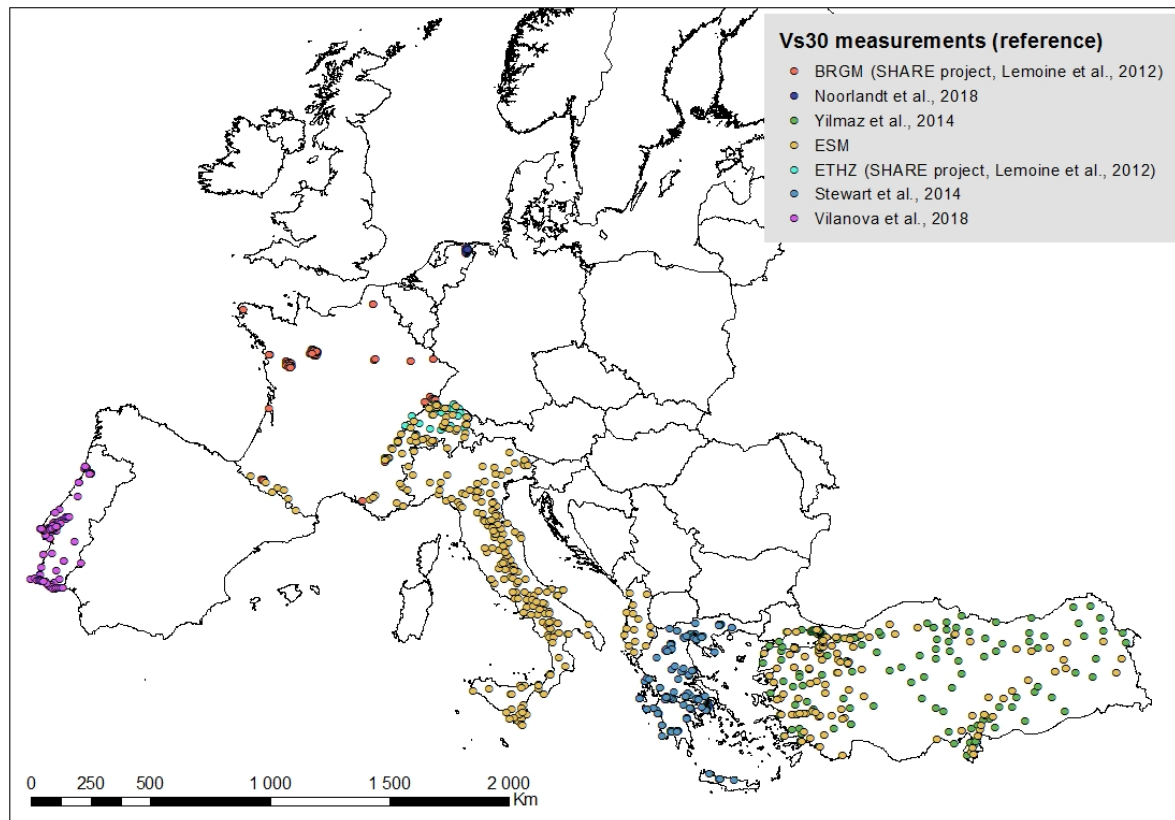 Vs30 measurements (reference)
BRGM (SHARE project, Lemoine et al., 2012)
Noorlandt et al., 2018
Yilmaz et al., 2014
ESM
ETHZ (SHARE project, Lemoine et al., 2012)
Stewart et al., 2014
Vilanova et al., 2018
0 250 500 1 000 1 500 2 000
Km